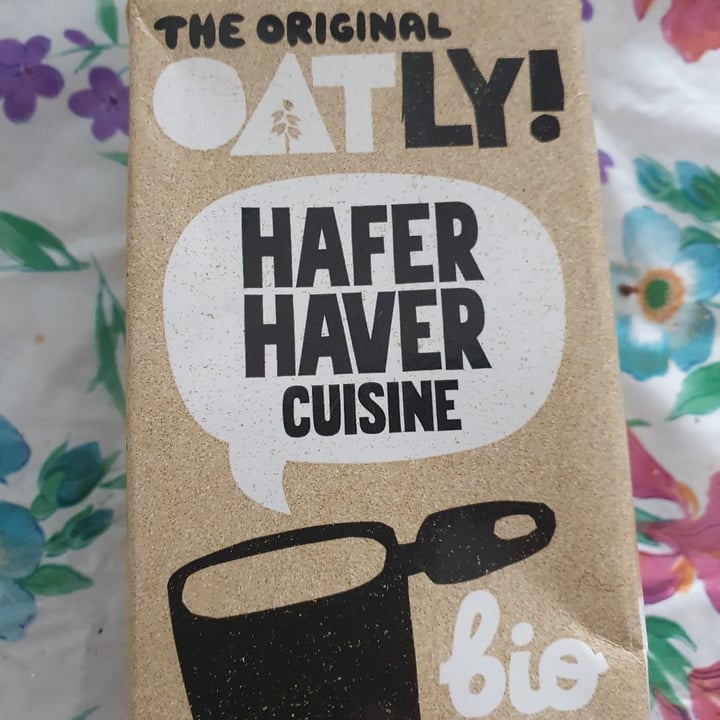 THE ORIGINAL
OATLY!
HAFER
HAVER
CUISINE
bio